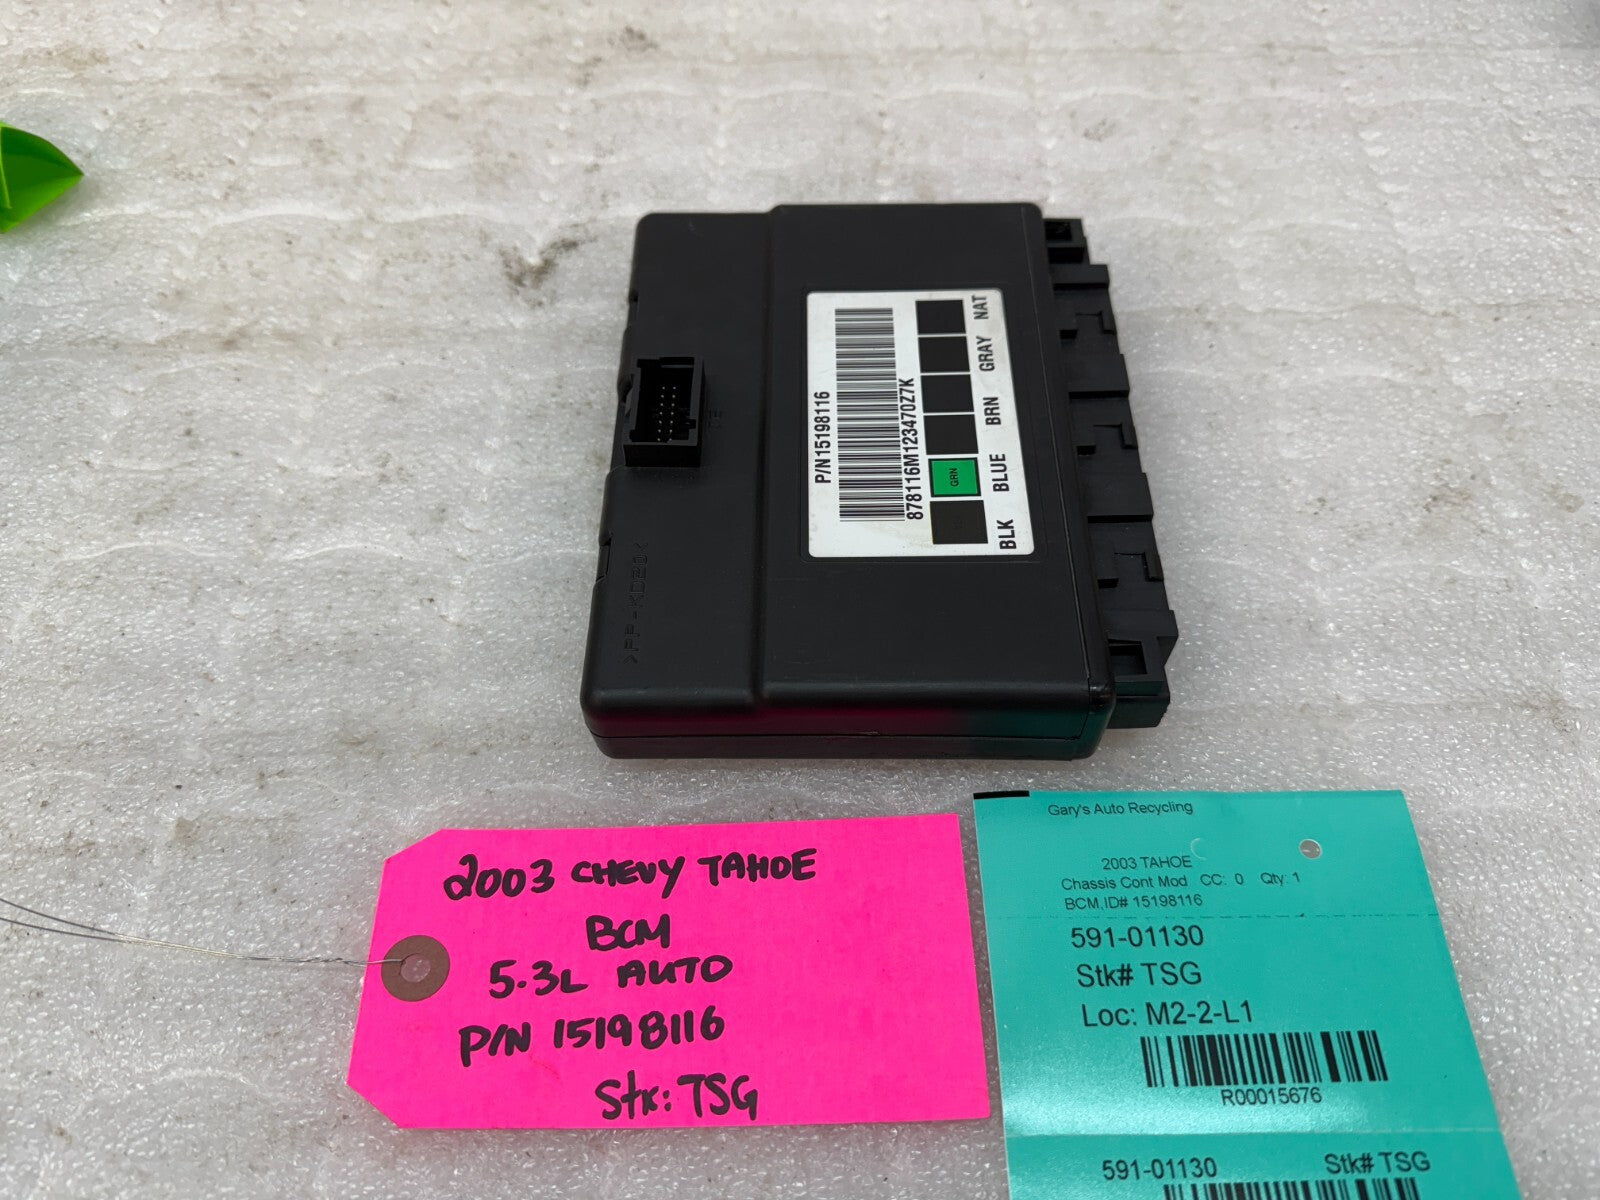 P/N15198116
878116M123470Z7K
GRN
BLK BLUE BRN GRAY NAT
>PP-KD20<
2003 CHEVY TAHOE
BCM
5.3L AUTO
P/N 15198116
Stk: TSG
Gary's Auto Recycling
2003 TAHOE
Chassis Cont Mod CC: 0 Qty: 1
BCM,ID# 15198116
591-01130
Stk# TSG
Loc: M2-2-L1
R00015676
591-01130 Stk# TSG